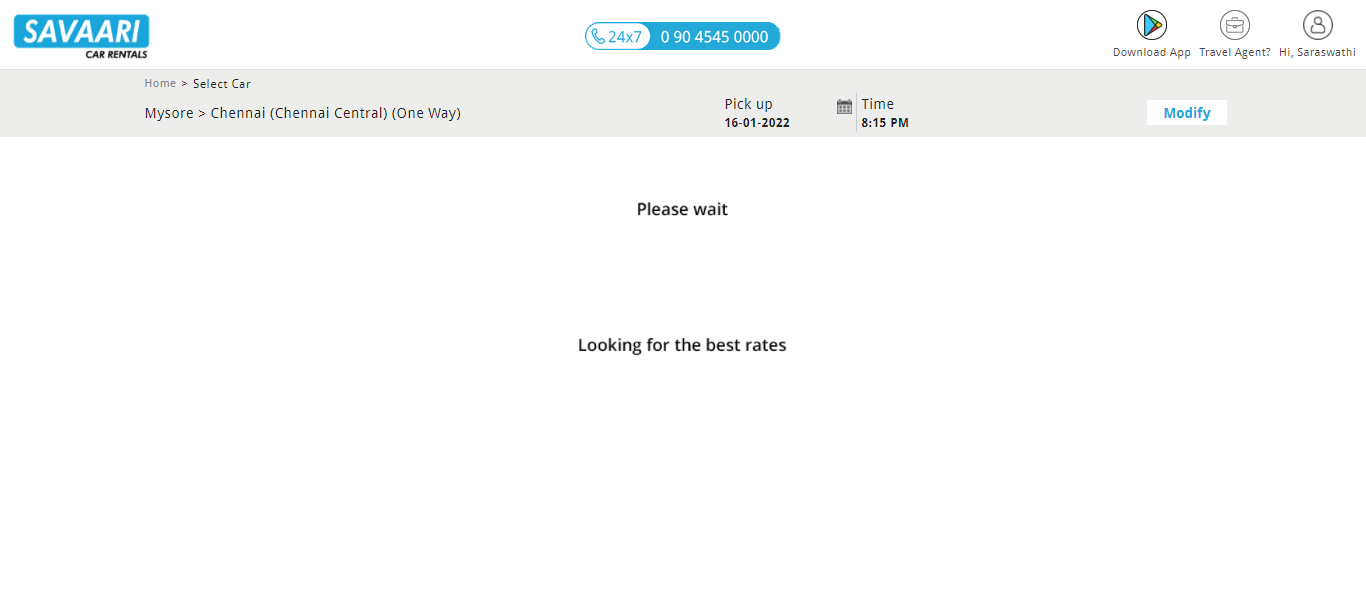 SAVAARI
CAR RENTALS
24x7 0 90 4545 0000
Download App Travel Agent? Hi, Saraswathi
Home > Select Car
Mysore > Chennai (Chennai Central) (One Way)
Pick up
16-01-2022
Time
8:15 PM
Modify
Please wait
Looking for the best rates